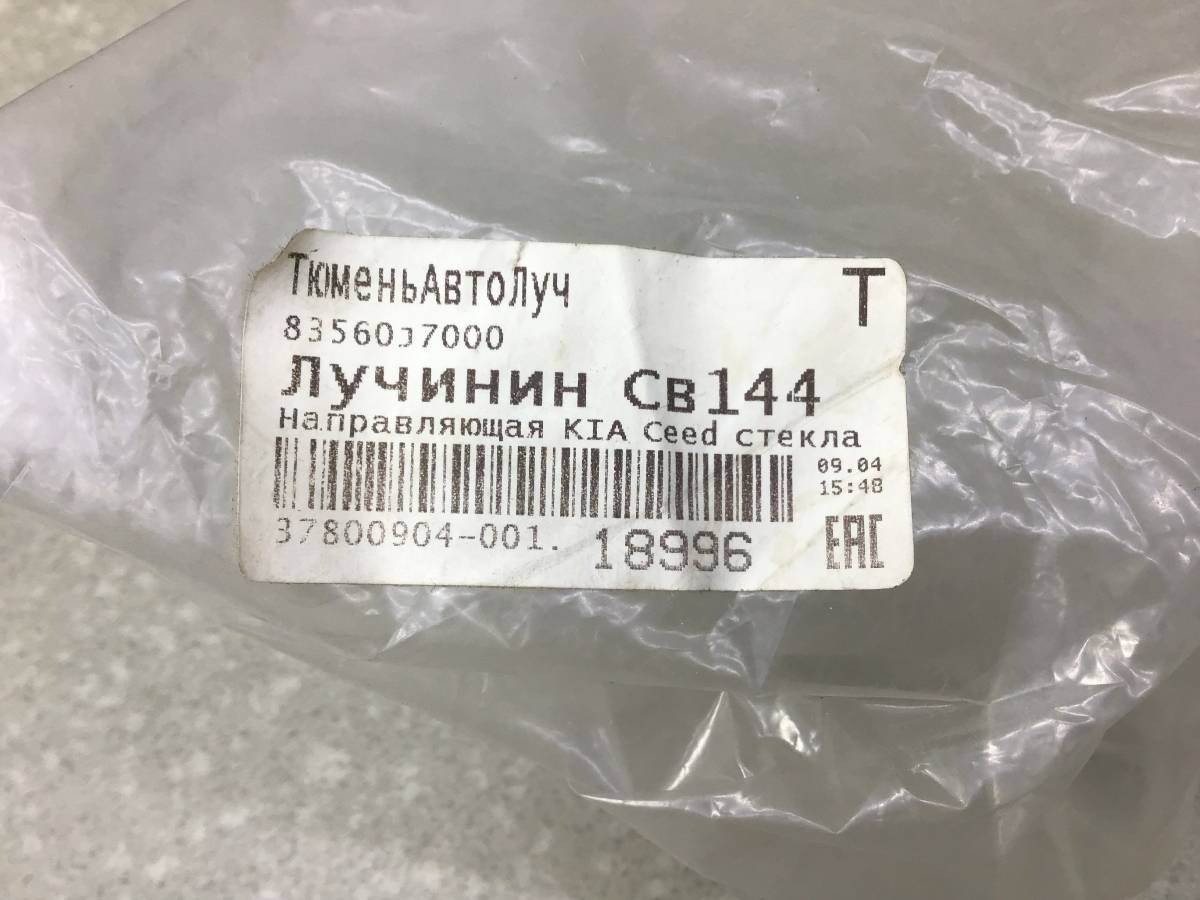 ТюменьАвтоЛуч
Т
83560J7000
Лучинин Св144
Направляющая KIA Ceed стекла
09.04
15:48
37800904-001.
18996
EAC